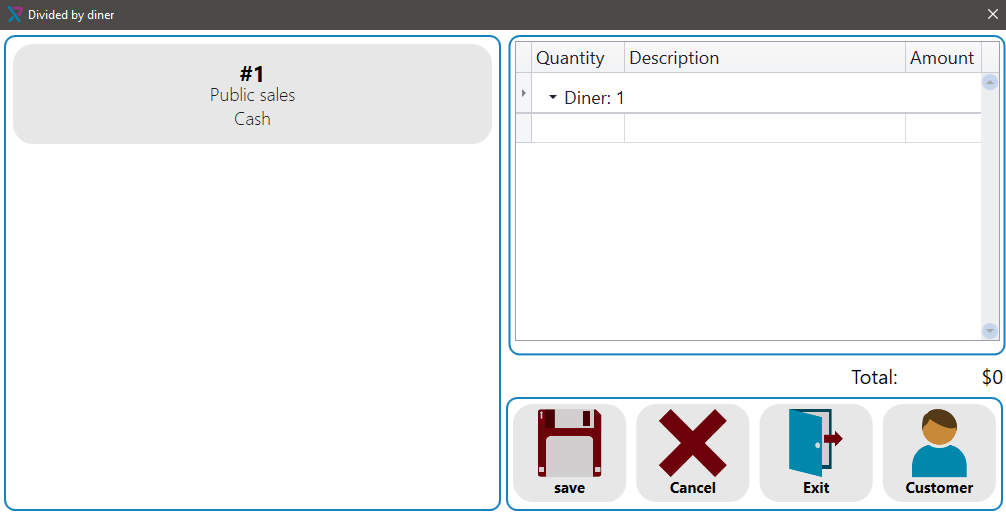 Divided by diner
#1
Public sales
Cash
Quantity Description Amount
Diner: 1
Total: $0
save Cancel Exit Customer